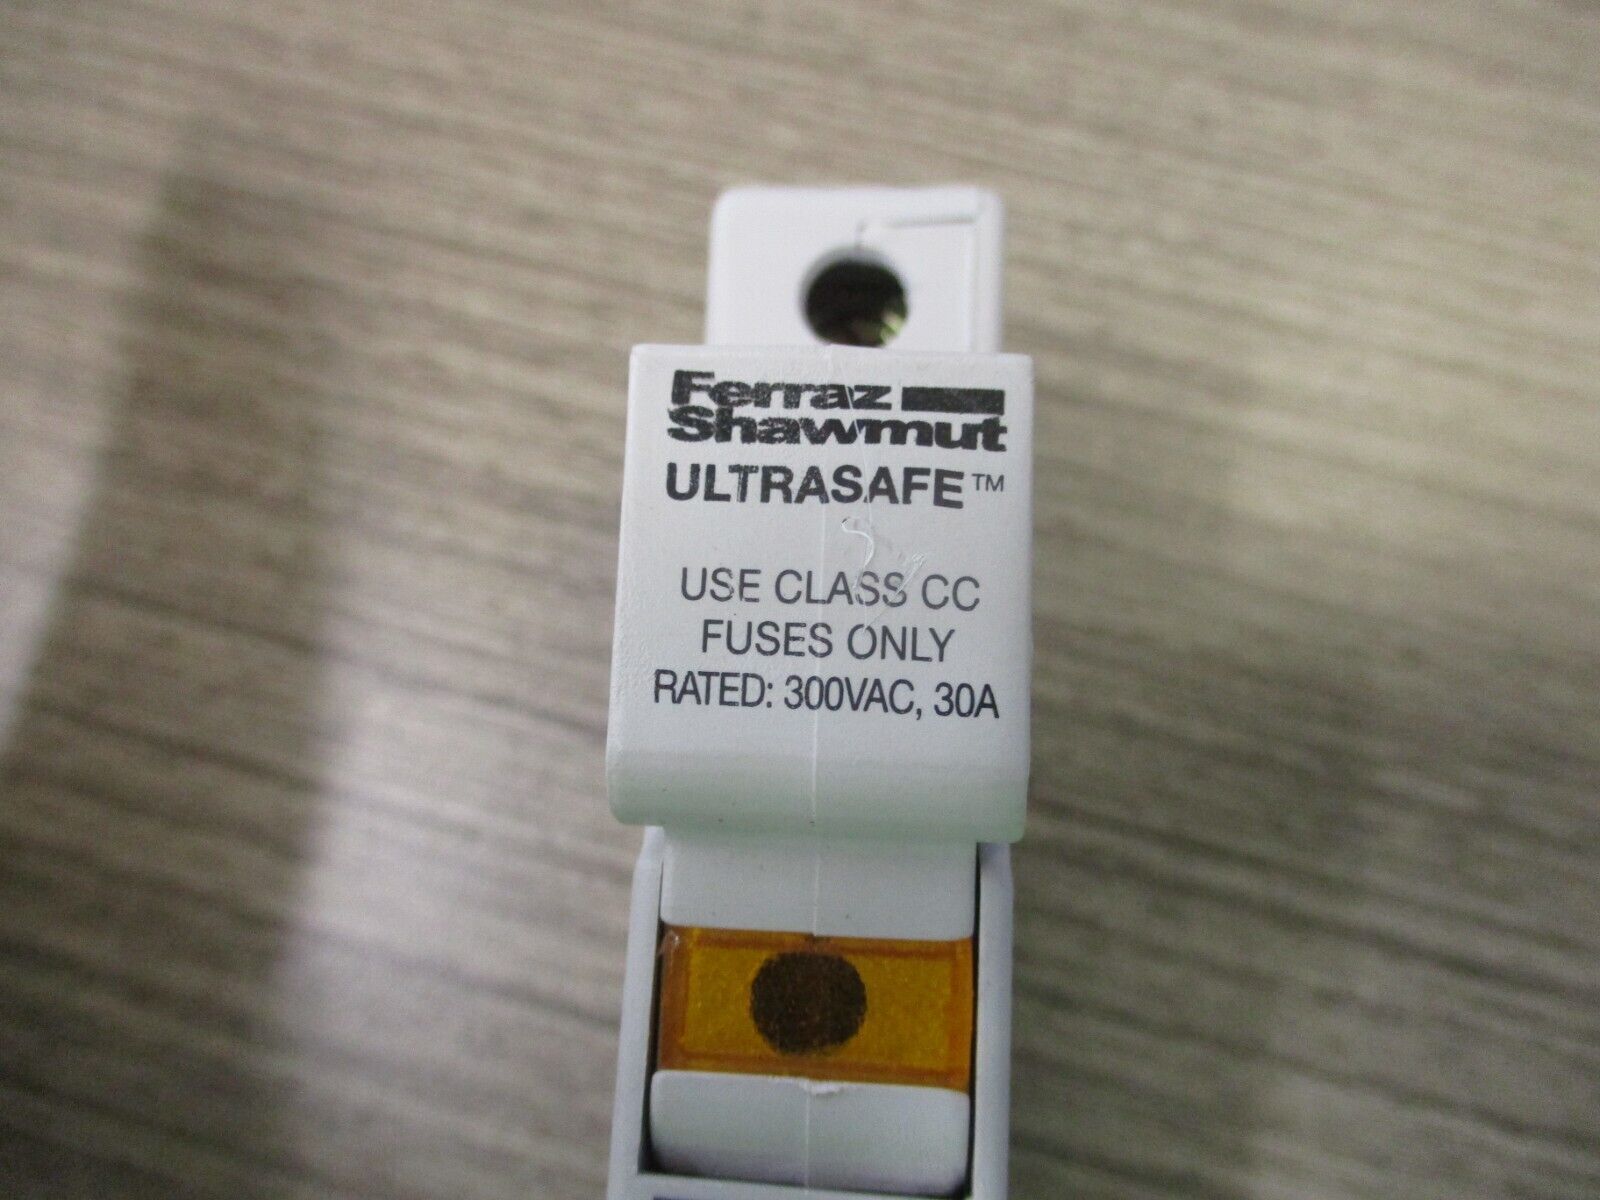 Ferraz
Shawmut
ULTRASAFE™
USE CLASS CC
FUSES ONLY
RATED: 300VAC, 30A